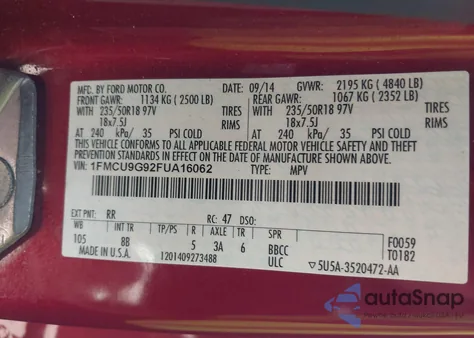 MFD. BY FORD MOTOR CO. DATE: 09/14 GVWR: 2195 KG ( 4840 LB)
FRONT GAWR: 1134 KG ( 2500 LB) REAR GAWR: 1067 KG ( 2352 LB)
WITH 235/50R18 97V TIRES WITH 235/50R18 97V TIRES
18x7.5J RIMS 18x7.5J RIMS
AT 240 kPa/ 35 PSI COLD AT 240 kPa/ 35 PSI COLD
THIS VEHICLE CONFORMS TO ALL APPLICABLE FEDERAL MOTOR VEHICLE SAFETY, BUMPER,
AND THEFT PREVENTION STANDARDS IN EFFECT ON THE DATE OF MANUFACTURE SHOWN ABOVE.
VIN: 1FMCU9G92FUA16062 TYPE: MPV
EXT PNT: RR RC: 47 DSO:
WB INT TR R AXLE TR SPR
105 BB 5 3A 6 BBCC F0059
MADE IN U.S.A. ULC T0182
1201409273488 ▽5U5A-3520472-AA
autoSnap